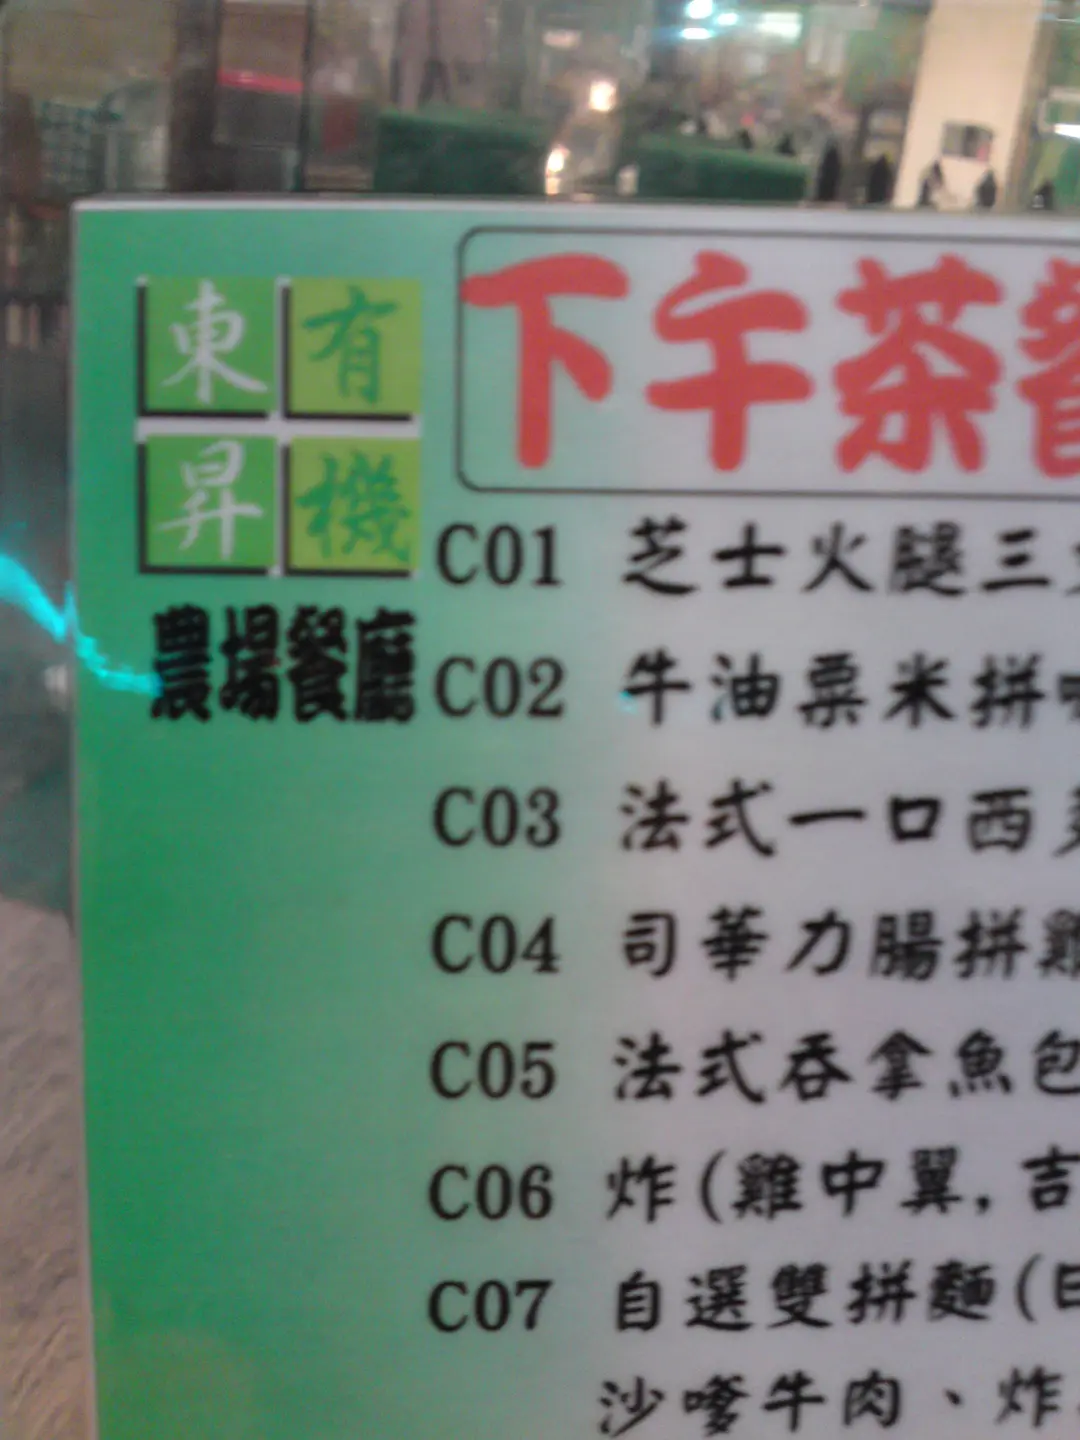 東有
昇機
農場餐廳
下午茶餐
C01 芝士火腿三
C02 牛油粟米拼
C03 法式一口西
C04 司華力腸拼雞
C05 法式吞拿魚包
C06 炸(雞中翼,吉
C07 自選雙拼麵(
沙嗲牛肉、炸